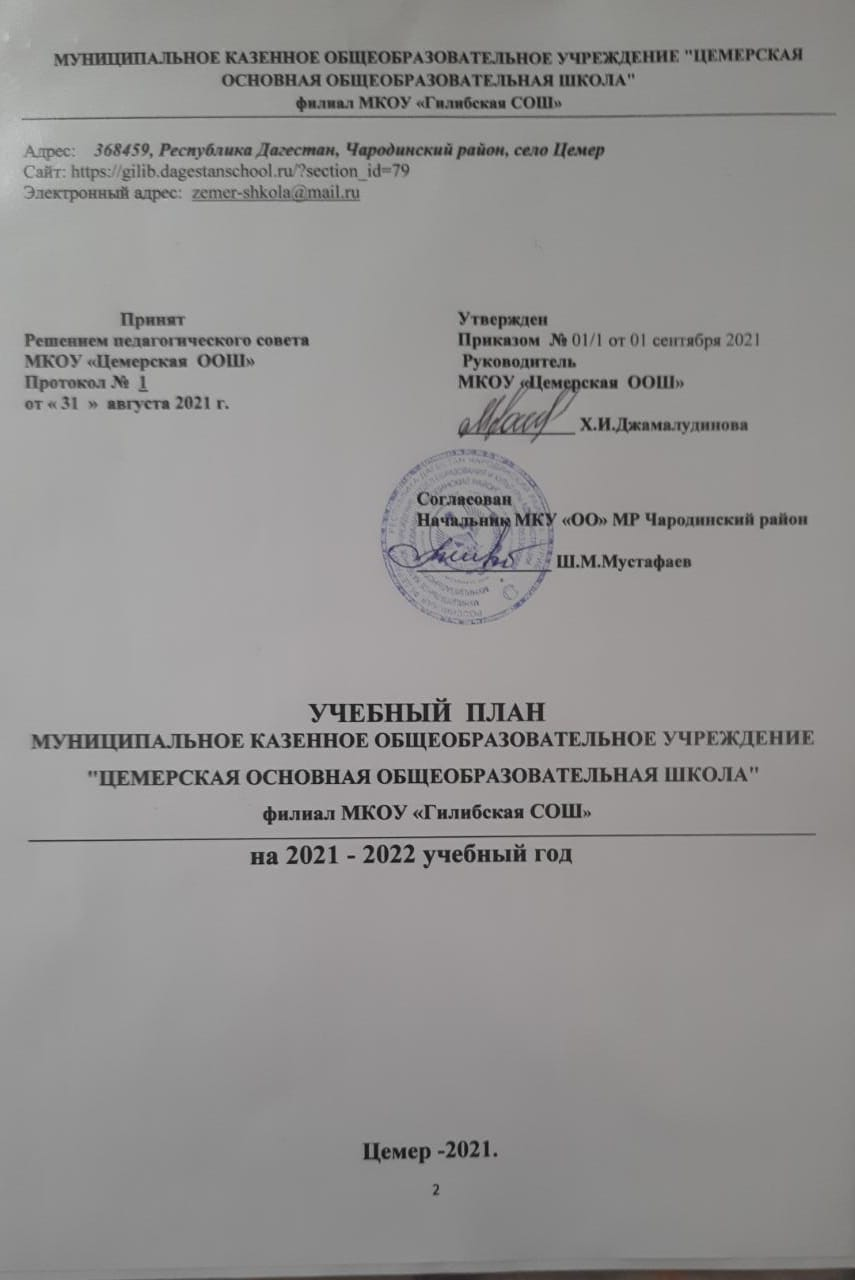 МУНИЦИПАЛЬНОЕ КАЗЕННОЕ ОБЩЕОБРАЗОВАТЕЛЬНОЕ УЧРЕЖДЕНИЕ "ЦЕМЕРСКАЯ
ОСНОВНАЯ ОБЩЕОБРАЗОВАТЕЛЬНАЯ ШКОЛА"
филиал МКОУ «Гилибская СОШ»
Адрес: 368459, Республика Дагестан, Чародинский район, село Цемер
Сайт: https://gilib.dagestanschool.ru/?section_id=79
Электронный адрес: zemer-shkola@mail.ru
Принят
Решением педагогического совета
МКОУ «Цемерская ООШ»
Протокол № 1
от « 31 » августа 2021 г.
Утвержден
Приказом № 01/1 от 01 сентября 2021
Руководитель
МКОУ «Цемерская ООШ»
Х.И.Джамалудинова
Согласован
Начальник МКУ «ОО» МР Чародинский район
Ш.М.Мустафаев
УЧЕБНЫЙ ПЛАН
МУНИЦИПАЛЬНОЕ КАЗЕННОЕ ОБЩЕОБРАЗОВАТЕЛЬНОЕ УЧРЕЖДЕНИЕ
"ЦЕМЕРСКАЯ ОСНОВНАЯ ОБЩЕОБРАЗОВАТЕЛЬНАЯ ШКОЛА"
филиал МКОУ «Гилибская СОШ»
на 2021 - 2022 учебный год
Цемер -2021.
2